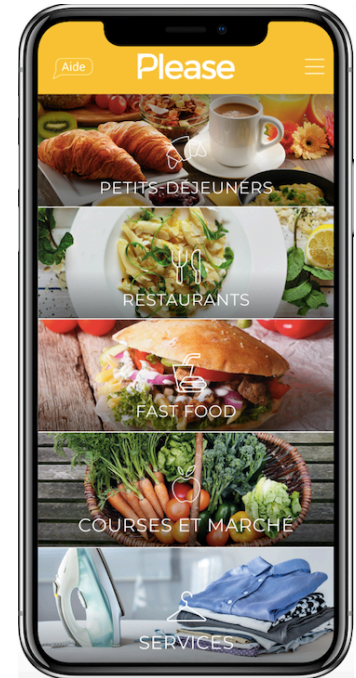 Aide
Please
PETITS-DÉJEUNERS
RESTAURANTS
FAST FOOD
COURSES ET MARCHÉ
SERVICES